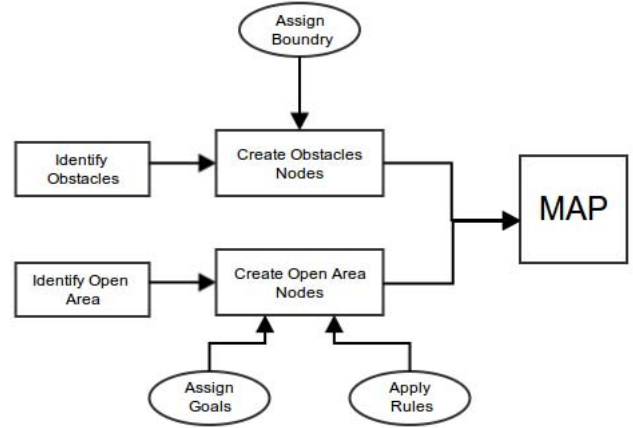 Assign
Boundry
Identify
Obstacles
Create Obstacles
Nodes
MAP
Identify Open
Area
Create Open Area
Nodes
Assign
Goals
Apply
Rules